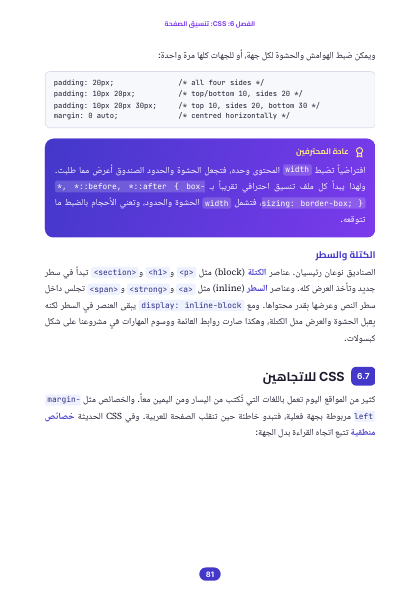 الفصل 6: CSS: تنسيق الصفحة
ويمكن ضبط الهوامش والحشوة لكل جهة، أو للجهات كلها مرة واحدة:
padding: 20px; /* all four sides */
padding: 10px 20px; /* top/bottom 10, sides 20 */
padding: 10px 20px 30px; /* top 10, sides 20, bottom 30 */
margin: 0 auto; /* centred horizontally */
عادة المحترفين
افتراضياً تضبط width المحتوى وحده، فتجعل الحشوة والحدود الصندوق أعرض مما طلبت.
ولهذا يبدأ كل ملف تنسيق احترافي تقريباً بـ *, *::before, *::after { box-
sizing: border-box; }، فتشمل width الحشوة والحدود، وتعني الأحجام بالضبط ما
تتوقعه.
الكتلة والسطر
الصناديق نوعان رئيسيان. عناصر الكتلة (block) مثل <p> و <h1> و <section> تبدأ في سطر
جديد وتأخذ العرض كله. وعناصر السطر (inline) مثل <a> و <strong> و <span> تجلس داخل
سطر النص وعرضها بقدر محتواها. ومع display: inline-block يبقى العنصر في السطر لكنه
يقبل الحشوة والعرض مثل الكتلة، وهكذا صارت روابط القائمة ووسوم المهارات في مشروعنا على شكل
كبسولات.
6.7 CSS للاتجاهين
كثير من المواقع اليوم تعمل باللغات التي تُكتب من اليسار ومن اليمين معاً. والخصائص مثل margin-
left مربوطة بجهة فعلية، فتبدو خاطئة حين تنقلب الصفحة للعربية. وفي CSS الحديثة خصائص
منطقية تتبع اتجاه القراءة بدل الجهة:
81